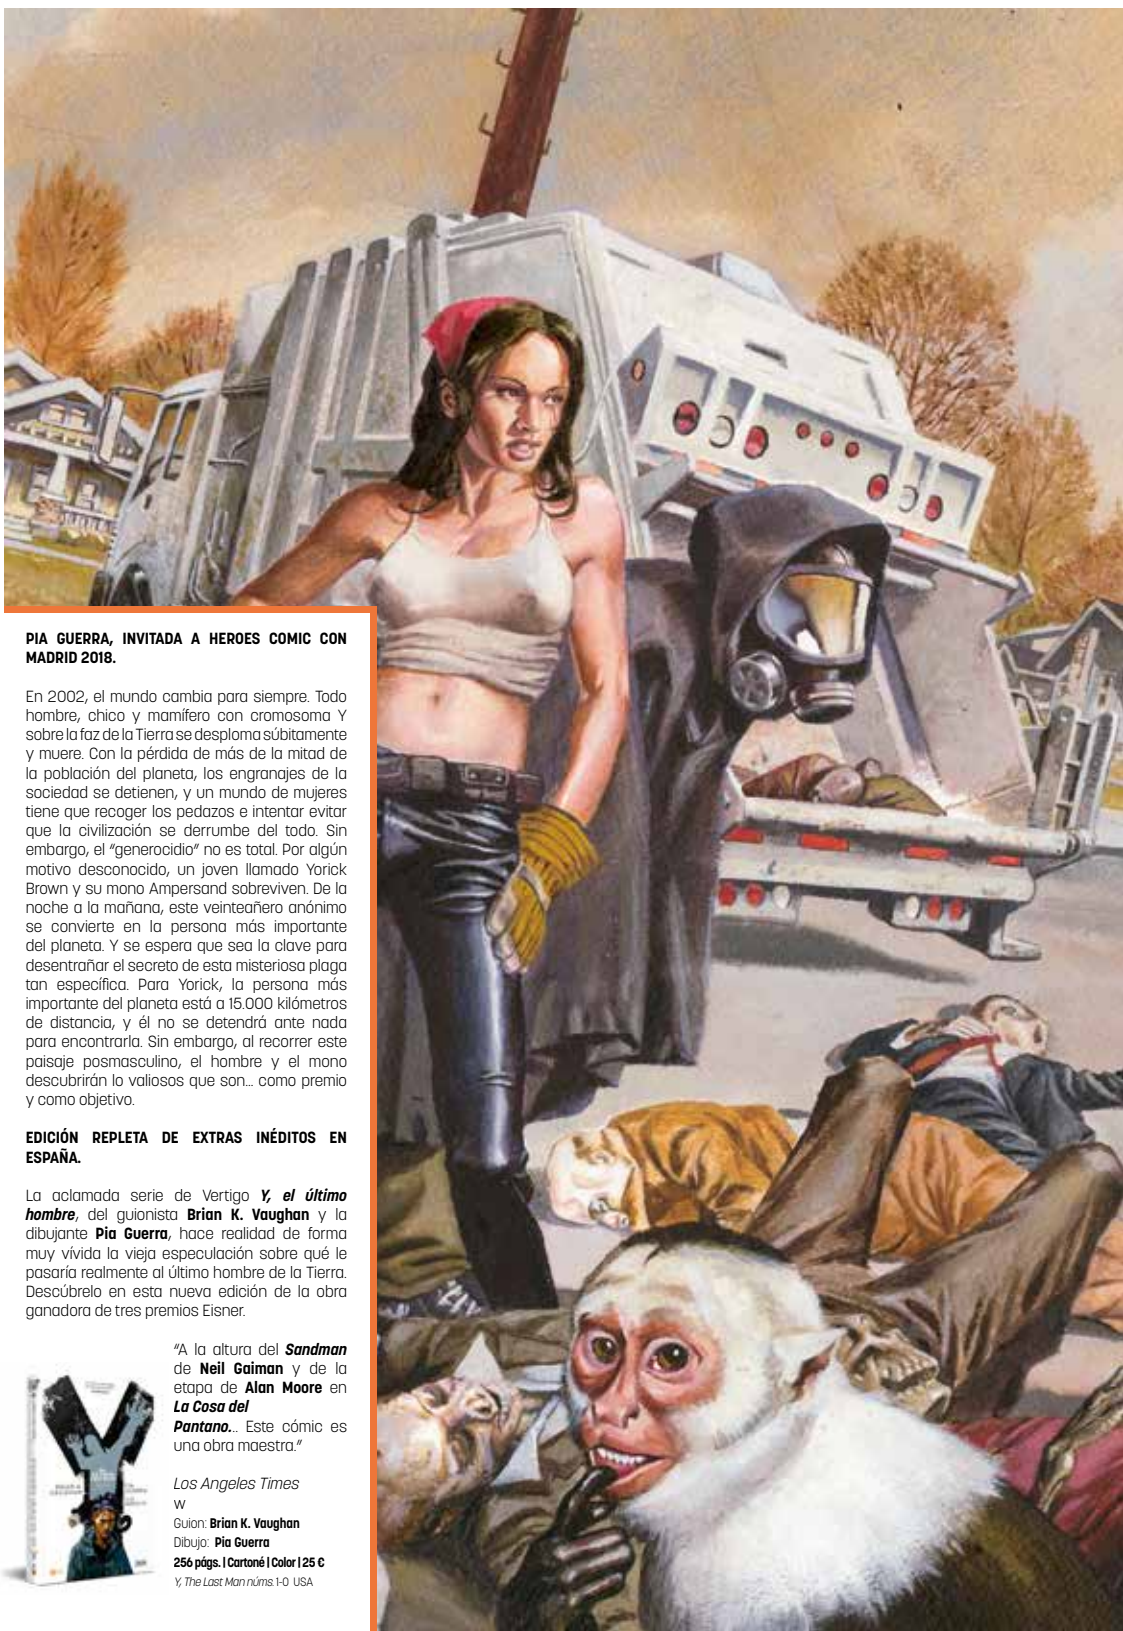 PIA GUERRA, INVITADA A HEROES COMIC CON
MADRID 2018.
En 2002, el mundo cambia para siempre. Todo
hombre, chico y mamífero con cromosoma Y
sobre la faz de la Tierra se desploma súbitamente
y muere. Con la pérdida de más de la mitad de
la población del planeta, los engranajes de la
sociedad se detienen, y un mundo de mujeres
tiene que recoger los pedazos e intentar evitar
que la civilización se derrumbe del todo. Sin
embargo, el “generocidio” no es total. Por algún
motivo desconocido, un joven llamado Yorick
Brown y su mono Ampersand sobreviven. De la
noche a la mañana, este veinteañero anónimo
se convierte en la persona más importante
del planeta. Y se espera que sea la clave para
desentrañar el secreto de esta misteriosa plaga
tan específica. Para Yorick, la persona más
importante del planeta está a 15.000 kilómetros
de distancia, y él no se detendrá ante nada
para encontrarla. Sin embargo, al recorrer este
paisaje posmasculino, el hombre y el mono
descubrirán lo valiosos que son... como premio
y como objetivo.
EDICIÓN REPLETA DE EXTRAS INÉDITOS EN
ESPAÑA.
La aclamada serie de Vertigo Y, el último
hombre, del guionista Brian K. Vaughan y la
dibujante Pia Guerra, hace realidad de forma
muy vívida la vieja especulación sobre qué le
pasaría realmente al último hombre de la Tierra.
Descúbrelo en esta nueva edición de la obra
ganadora de tres premios Eisner.
“A la altura del Sandman
de Neil Gaiman y de la
etapa de Alan Moore en
La Cosa del
Pantano... Este cómic es
una obra maestra.”
Los Angeles Times
w
Guion: Brian K. Vaughan
Dibujo: Pia Guerra
256 págs. | Cartoné | Color | 25 €
Y, The Last Man núms. 1-0 USA
Y